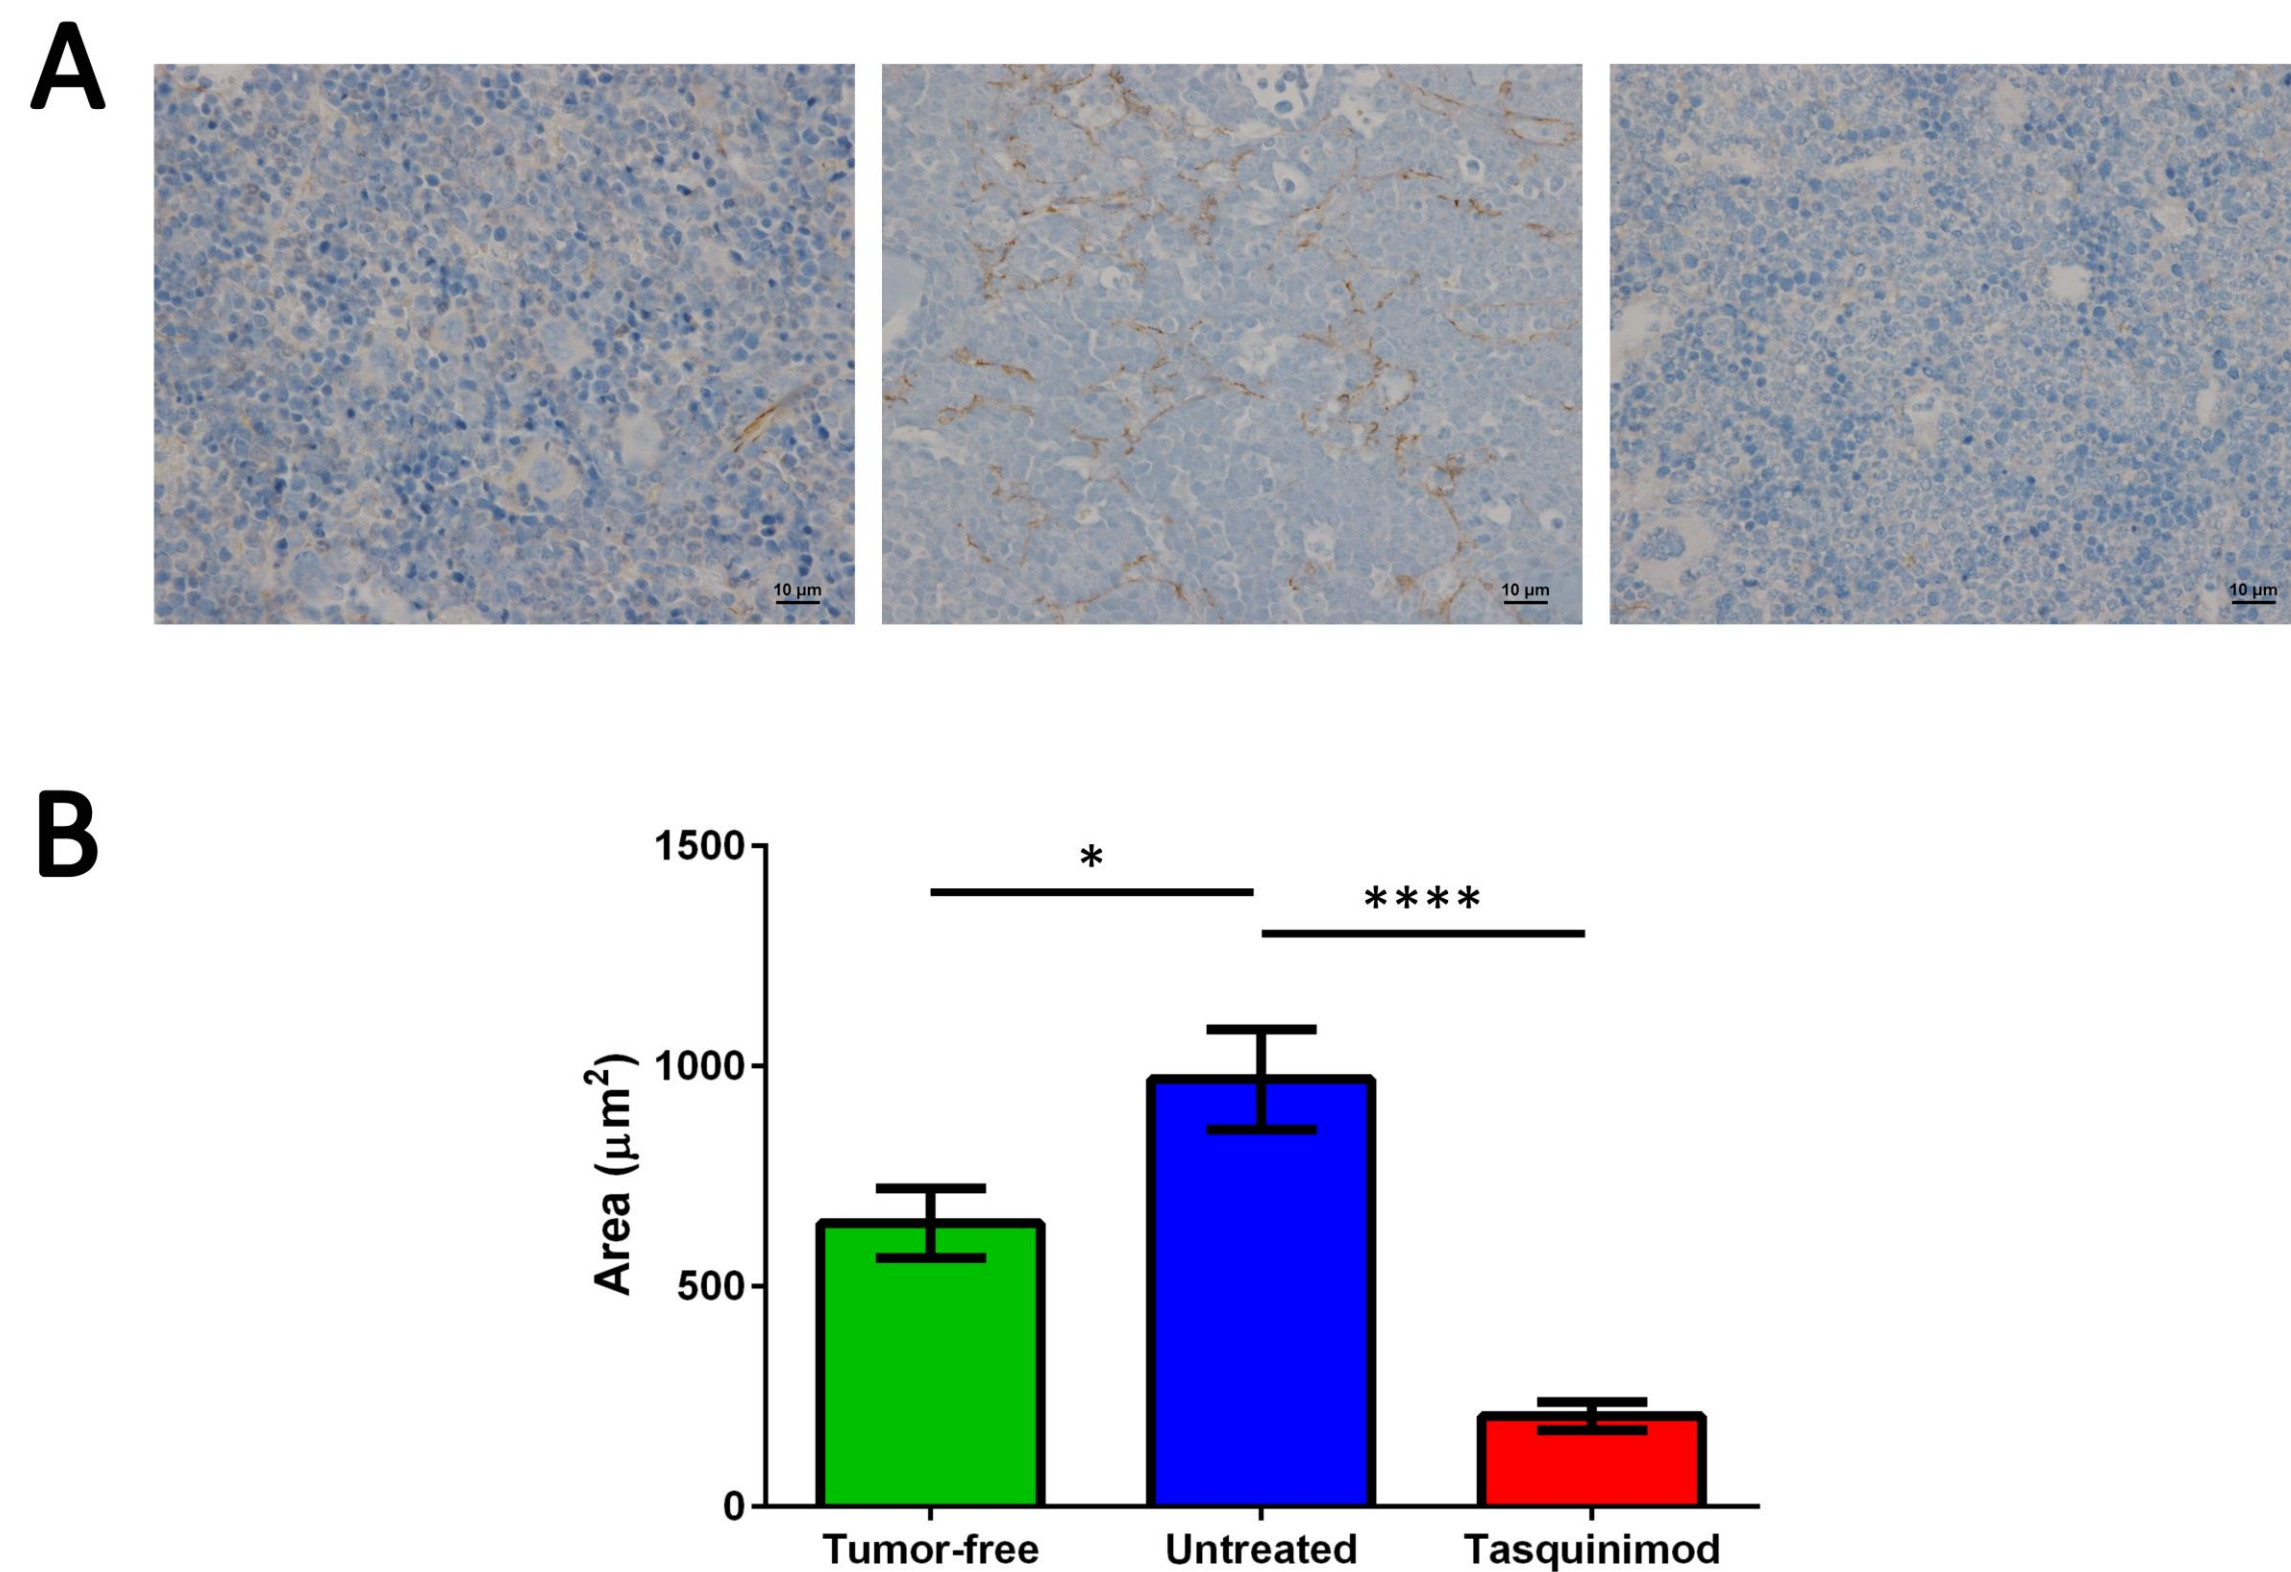 A
10 µm
10 µm
10 µm
B
1500
1000
500
0
Area (µm²)
*
****
Tumor-free
Untreated
Tasquinimod